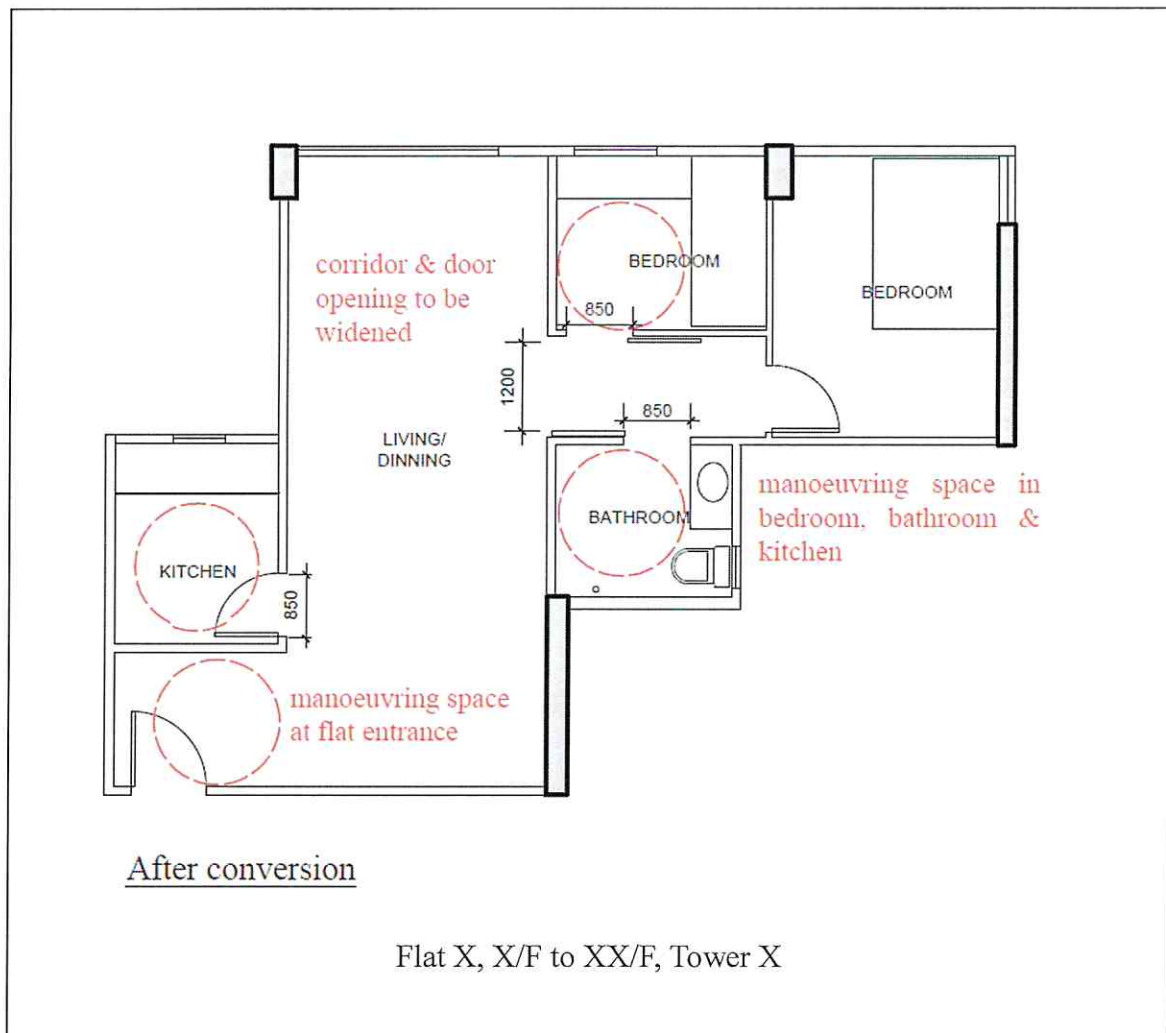 corridor & door
opening to be
widened
BEDROOM
BEDROOM
850
1200
850
LIVING/
DINNING
manoeuvring space in
bedroom, bathroom &
kitchen
BATHROOM
KITCHEN
850
manoeuvring space
at flat entrance
After conversion
Flat X, X/F to XX/F, Tower X